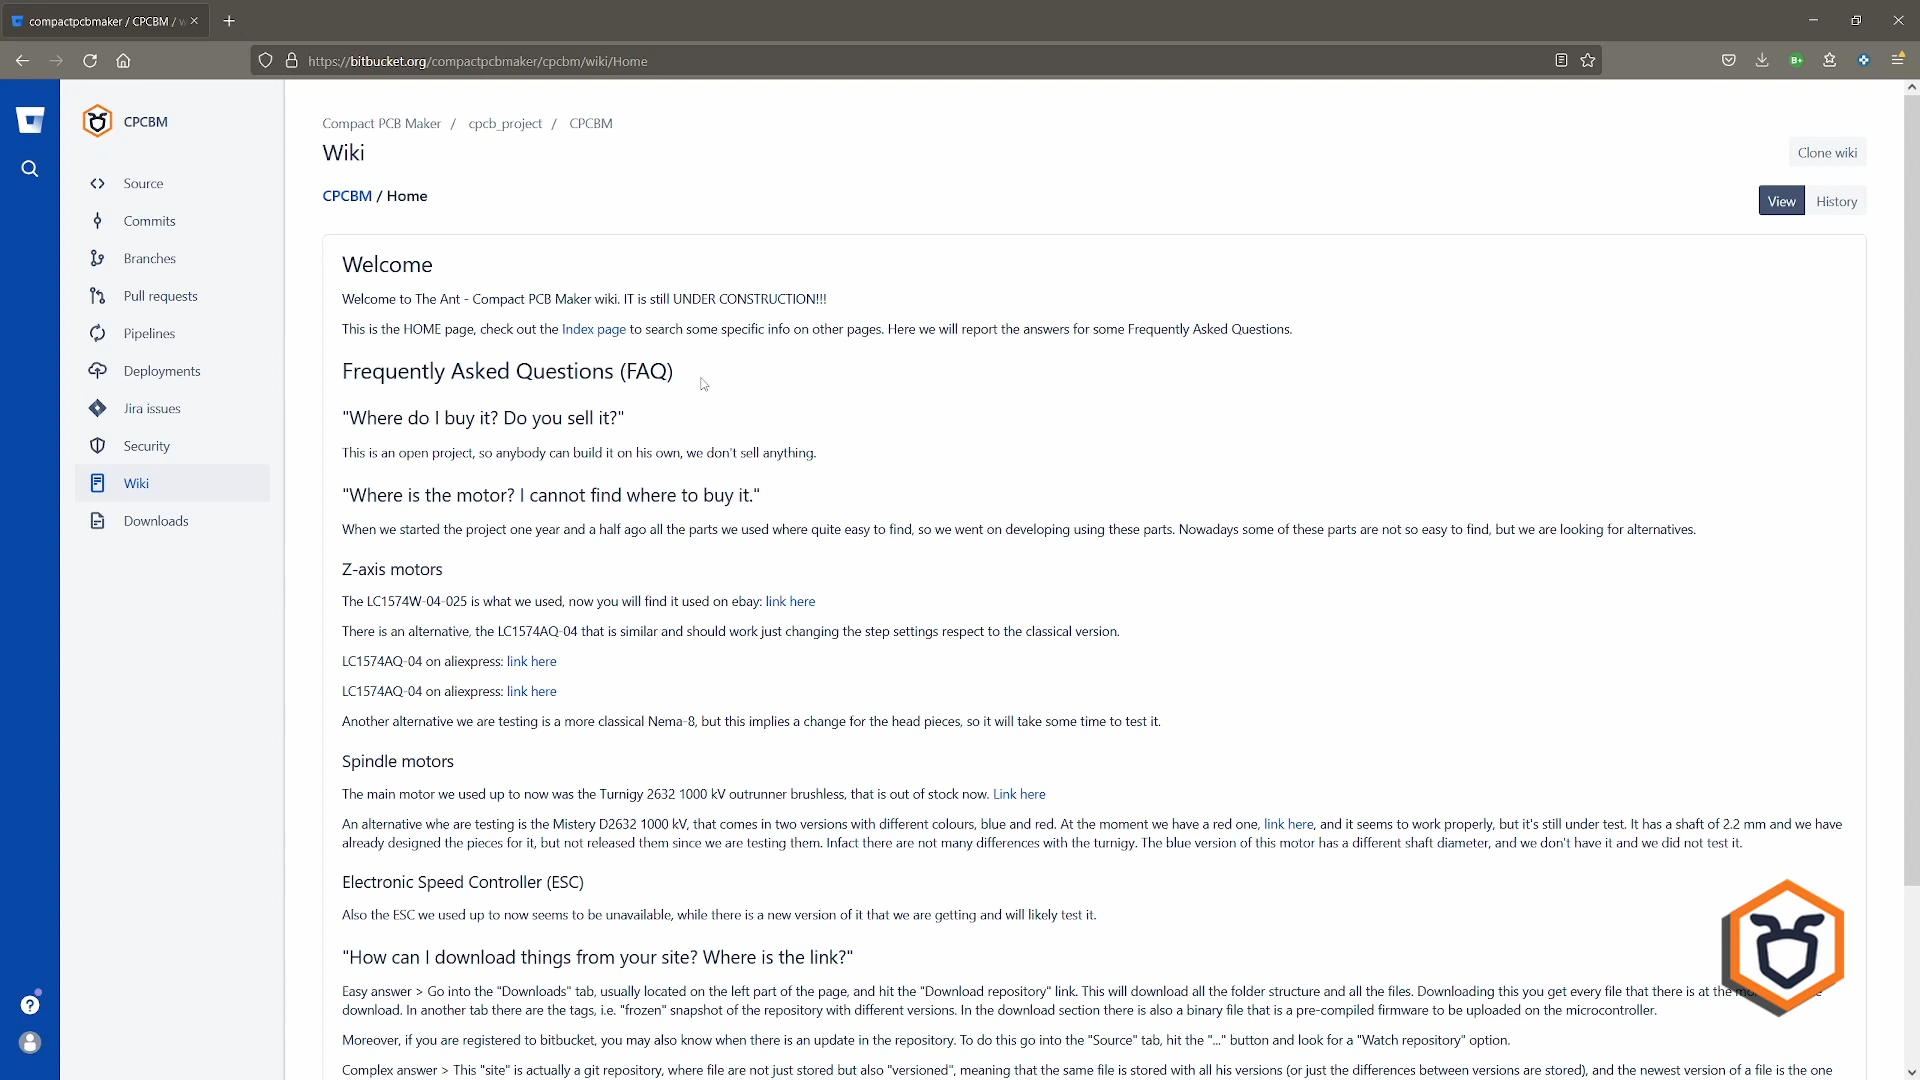 compactpcbmaker / CPCBM /
https://bitbucket.org/compactpcbmaker/cpcbm/wiki/Home
B+
CPCBM
Source
Commits
Branches
Pull requests
Pipelines
Deployments
Jira issues
Security
Wiki
Downloads
Compact PCB Maker / cpcb_project / CPCBM
Wiki
Clone wiki
CPCBM / Home
View History
Welcome
Welcome to The Ant - Compact PCB Maker wiki. IT is still UNDER CONSTRUCTION!!!
This is the HOME page, check out the Index page to search some specific info on other pages. Here we will report the answers for some Frequently Asked Questions.
Frequently Asked Questions (FAQ)
"Where do I buy it? Do you sell it?"
This is an open project, so anybody can build it on his own, we don't sell anything.
"Where is the motor? I cannot find where to buy it."
When we started the project one year and a half ago all the parts we used where quite easy to find, so we went on developing using these parts. Nowadays some of these parts are not so easy to find, but we are looking for alternatives.
Z-axis motors
The LC1574W-04-025 is what we used, now you will find it used on ebay: link here
There is an alternative, the LC1574AQ-04 that is similar and should work just changing the step settings respect to the classical version.
LC1574AQ-04 on aliexpress: link here
LC1574AQ-04 on aliexpress: link here
Another alternative we are testing is a more classical Nema-8, but this implies a change for the head pieces, so it will take some time to test it.
Spindle motors
The main motor we used up to now was the Turnigy 2632 1000 kV outrunner brushless, that is out of stock now. Link here
An alternative whe are testing is the Mistery D2632 1000 kV, that comes in two versions with different colours, blue and red. At the moment we have a red one, link here, and it seems to work properly, but it's still under test. It has a shaft of 2.2 mm and we have
already designed the pieces for it, but not released them since we are testing them. Infact there are not many differences with the turnigy. The blue version of this motor has a different shaft diameter, and we don't have it and we did not test it.
Electronic Speed Controller (ESC)
Also the ESC we used up to now seems to be unavailable, while there is a new version of it that we are getting and will likely test it.
"How can I download things from your site? Where is the link?"
Easy answer > Go into the "Downloads" tab, usually located on the left part of the page, and hit the "Download repository" link. This will download all the folder structure and all the files. Downloading this you get every file that there is at the
download. In another tab there are the tags, i.e. "frozen" snapshot of the repository with different versions. In the download section there is also a binary file that is a pre-compiled firmware to be uploaded on the microcontroller.
Moreover, if you are registered to bitbucket, you may also know when there is an update in the repository. To do this go into the "Source" tab, hit the "..." button and look for a "Watch repository" option.
Complex answer > This "site" is actually a git repository, where file are not just stored but also "versioned", meaning that the same file is stored with all his versions (or just the differences between versions are stored), and the newest version of a file is the one